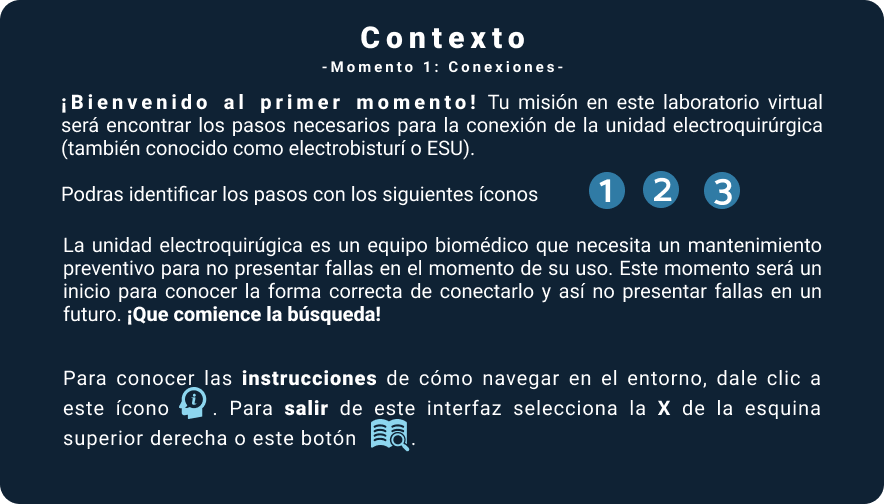 Contexto
-Momento 1: Conexiones-
¡Bienvenido al primer momento! Tu misión en este laboratorio virtual
será encontrar los pasos necesarios para la conexión de la unidad electroquirúrgica
(también conocido como electrobisturí o ESU).
Podras identificar los pasos con los siguientes íconos 1 2 3
La unidad electroquirúgica es un equipo biomédico que necesita un mantenimiento
preventivo para no presentar fallas en el momento de su uso. Este momento será un
inicio para conocer la forma correcta de conectarlo y así no presentar fallas en un
futuro. ¡Que comience la búsqueda!
Para conocer las instrucciones de cómo navegar en el entorno, dale clic a
este ícono i . Para salir de este interfaz selecciona la X de la esquina
superior derecha o este botón .